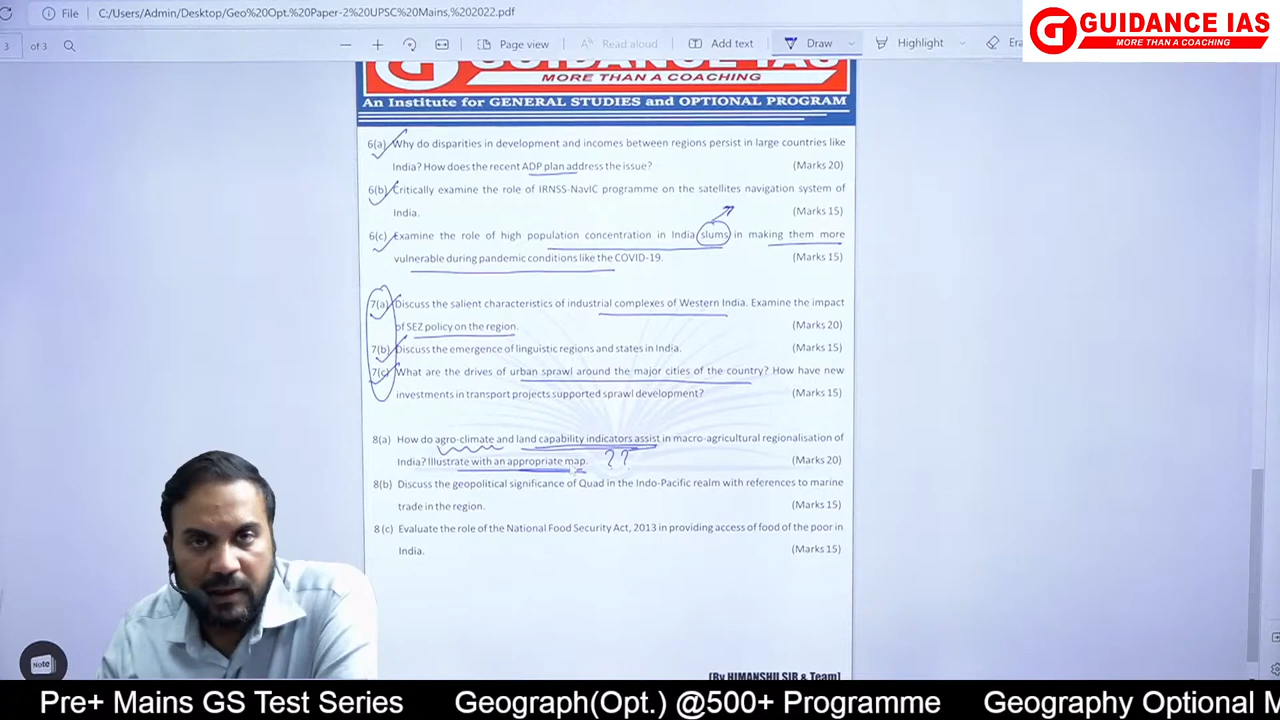 File
C:/Users/Admin/Desktop/Geo%20Opt.%20Paper-2%20UPSC%20Mains,%202022.pdf
GUIDANCE IAS
MORE THAN A COACHING
3 of 3
Page view
Read aloud
Add text
Draw
Highlight
GUIDANCE IAS
MORE THAN A COACHING
An Institute for GENERAL STUDIES and OPTIONAL PROGRAM
6(a) Why do disparities in development and incomes between regions persist in large countries like
India? How does the recent ADP plan address the issue? (Marks 20)
6(b) Critically examine the role of IRNSS-NavIC programme on the satellites navigation system of
India. (Marks 15)
6(c) Examine the role of high population concentration in India slums in making them more
vulnerable during pandemic conditions like the COVID-19. (Marks 15)
7(a) Discuss the salient characteristics of industrial complexes of Western India. Examine the impact
of SEZ policy on the region. (Marks 20)
7(b) Discuss the emergence of linguistic regions and states in India. (Marks 15)
7(c) What are the drives of urban sprawl around the major cities of the country? How have new
investments in transport projects supported sprawl development? (Marks 15)
8(a) How do agro-climate and land capability indicators assist in macro-agricultural regionalisation of
India? Illustrate with an appropriate map. ?? (Marks 20)
8(b) Discuss the geopolitical significance of Quad in the Indo-Pacific realm with references to marine
trade in the region. (Marks 15)
8 (c) Evaluate the role of the National Food Security Act, 2013 in providing access of food of the poor in
India. (Marks 15)
[By HIMANSHU SIR & Team]
Note
Pre+ Mains GS Test Series Geograph(Opt.) @500+ Programme Geography Optional M